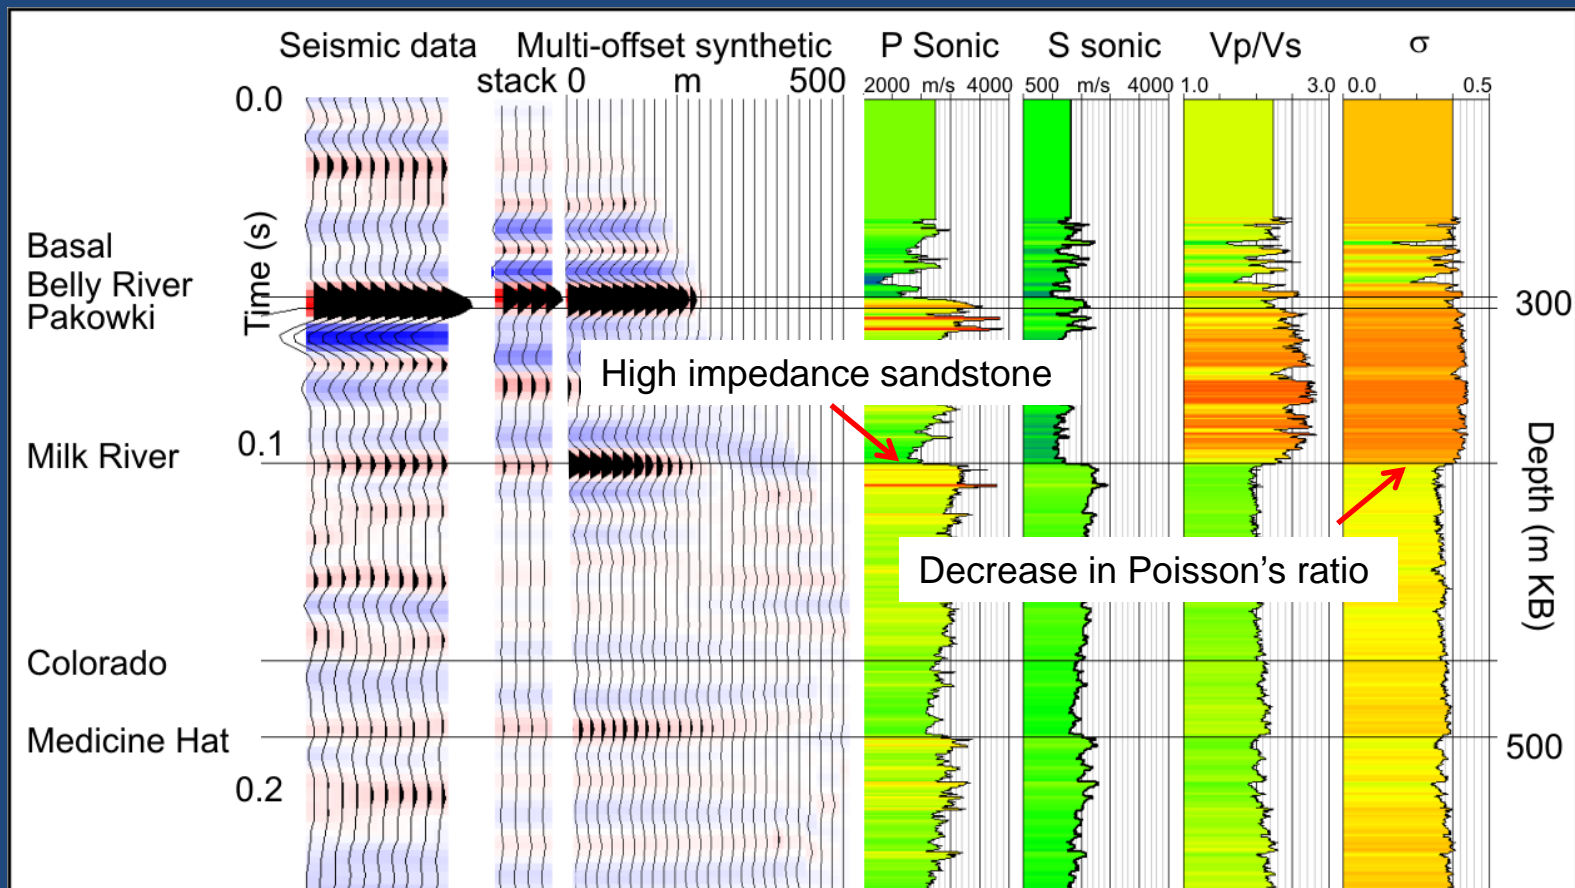 Seismic data Multi-offset synthetic P Sonic S sonic Vp/Vs σ
stack 0 m 500 2000 m/s 4000 500 m/s 4000 1.0 3.0 0.0 0.5
0.0
Time (s)
Basal
Belly River
Pakowki
300
High impedance sandstone
0.1
Milk River
Depth (m KB)
Decrease in Poisson's ratio
Colorado
Medicine Hat
500
0.2